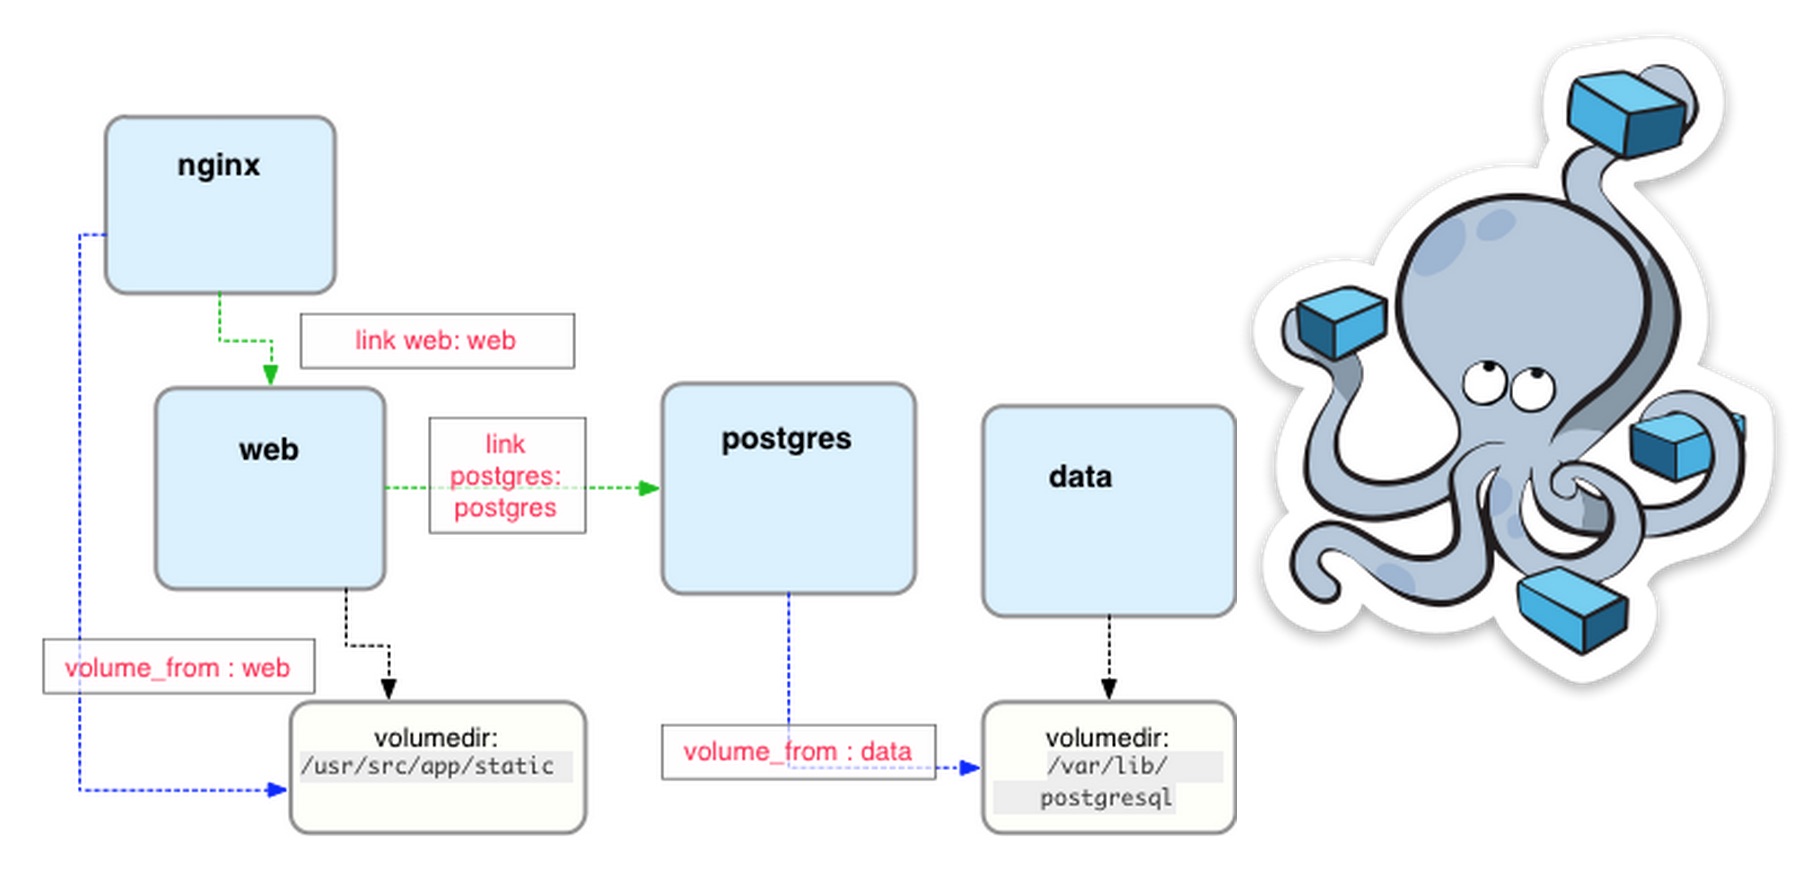 nginx
link web: web
web
link
postgres:
postgres
postgres
data
volume_from : web
volumedir:
/usr/src/app/static
volume_from : data
volumedir:
/var/lib/
postgresql